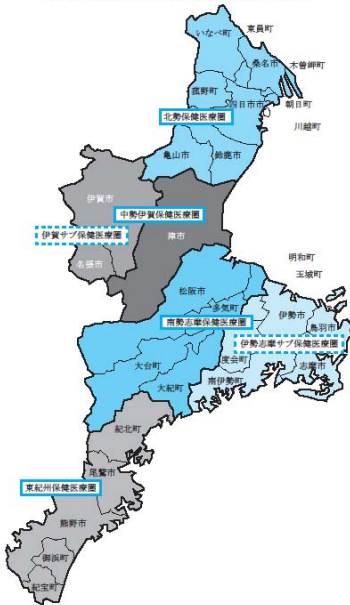 いなべ町
東員町
桑名市
木曽岬町
菰野町
四日市市
朝日町
川越町
北勢保健医療圏
亀山市
鈴鹿市
伊賀市
中勢伊賀保健医療圏
伊賀サブ保健医療圏
津市
名張市
明和町
玉城町
松阪市
多気町
伊勢市
鳥羽市
南勢志摩保健医療圏
伊勢志摩サブ保健医療圏
度会町
志摩市
大台町
南伊勢町
大紀町
紀北町
尾鷲市
東紀州保健医療圏
熊野市
御浜町
紀宝町